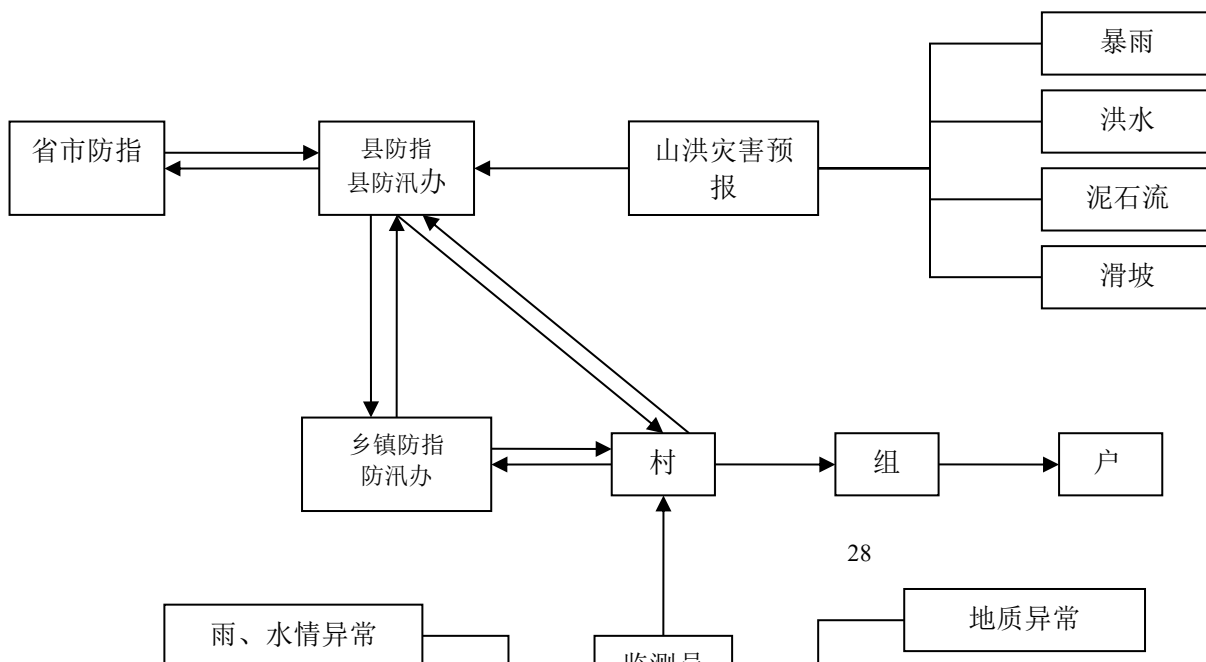 暴雨
省市防指
县防指
县防汛办
山洪灾害预
报
洪水
泥石流
滑坡
乡镇防指
防汛办
村
组
户
28
雨、水情异常
地质异常